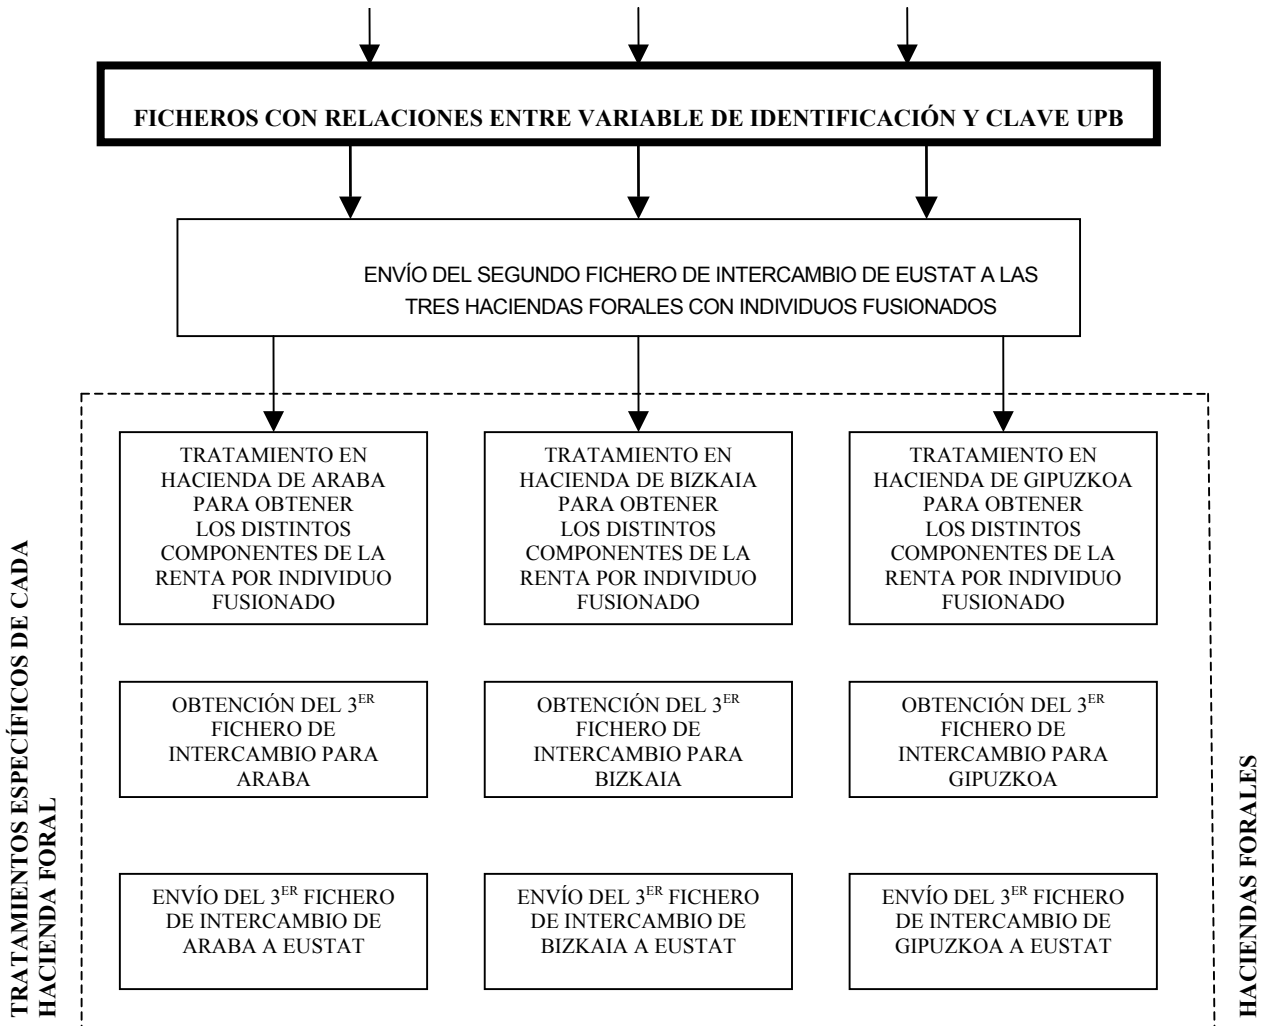 FICHEROS CON RELACIONES ENTRE VARIABLE DE IDENTIFICACIÓN Y CLAVE UPB
ENVÍO DEL SEGUNDO FICHERO DE INTERCAMBIO DE EUSTAT A LAS
TRES HACIENDAS FORALES CON INDIVIDUOS FUSIONADOS
TRATAMIENTOS ESPECÍFICOS DE CADA
HACIENDA FORAL
TRATAMIENTO EN
HACIENDA DE ARABA
PARA OBTENER
LOS DISTINTOS
COMPONENTES DE LA
RENTA POR INDIVIDUO
FUSIONADO
TRATAMIENTO EN
HACIENDA DE BIZKAIA
PARA OBTENER
LOS DISTINTOS
COMPONENTES DE LA
RENTA POR INDIVIDUO
FUSIONADO
TRATAMIENTO EN
HACIENDA DE GIPUZKOA
PARA OBTENER
LOS DISTINTOS
COMPONENTES DE LA
RENTA POR INDIVIDUO
FUSIONADO
OBTENCIÓN DEL 3ER
FICHERO DE
INTERCAMBIO PARA
ARABA
OBTENCIÓN DEL 3ER
FICHERO DE
INTERCAMBIO PARA
BIZKAIA
OBTENCIÓN DEL 3ER
FICHERO DE
INTERCAMBIO PARA
GIPUZKOA
ENVÍO DEL 3ER FICHERO
DE INTERCAMBIO DE
ARABA A EUSTAT
ENVÍO DEL 3ER FICHERO
DE INTERCAMBIO DE
BIZKAIA A EUSTAT
ENVÍO DEL 3ER FICHERO
DE INTERCAMBIO DE
GIPUZKOA A EUSTAT
HACIENDAS FORALES